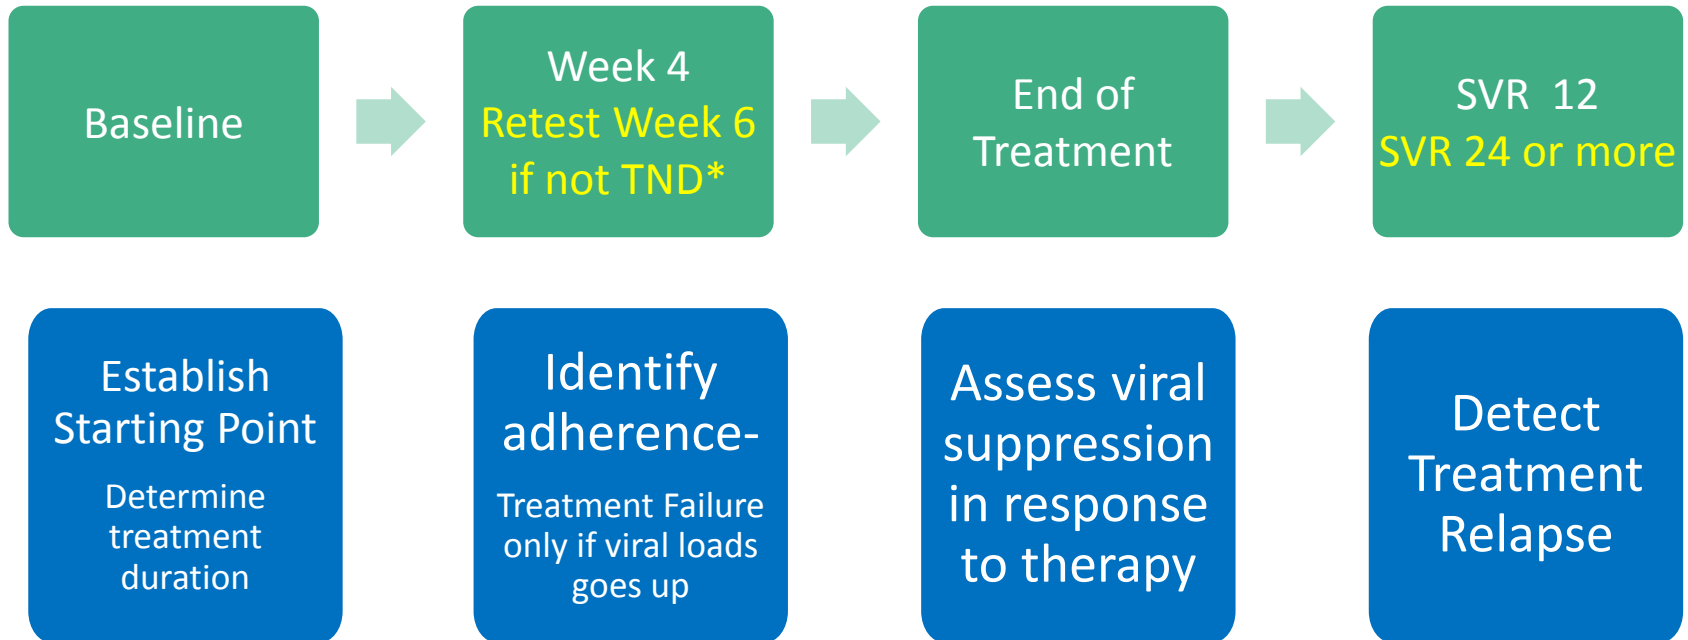 Baseline
Week 4
Retest Week 6
if not TND*
End of
Treatment
SVR 12
SVR 24 or more
Establish
Starting Point
Determine
treatment
duration
Identify
adherence-
Treatment Failure
only if viral loads
goes up
Assess viral
suppression
in response
to therapy
Detect
Treatment
Relapse